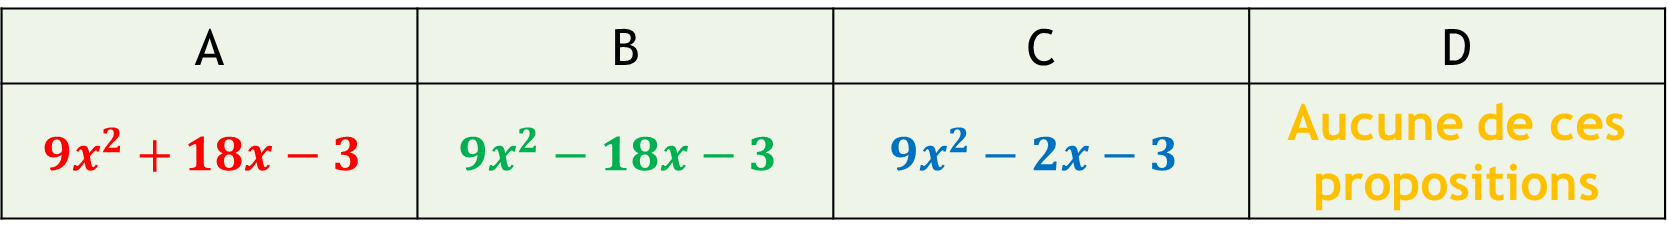 A B C D
9x² + 18x − 3 9x² − 18x − 3 9x² − 2x − 3 Aucune de ces
propositions